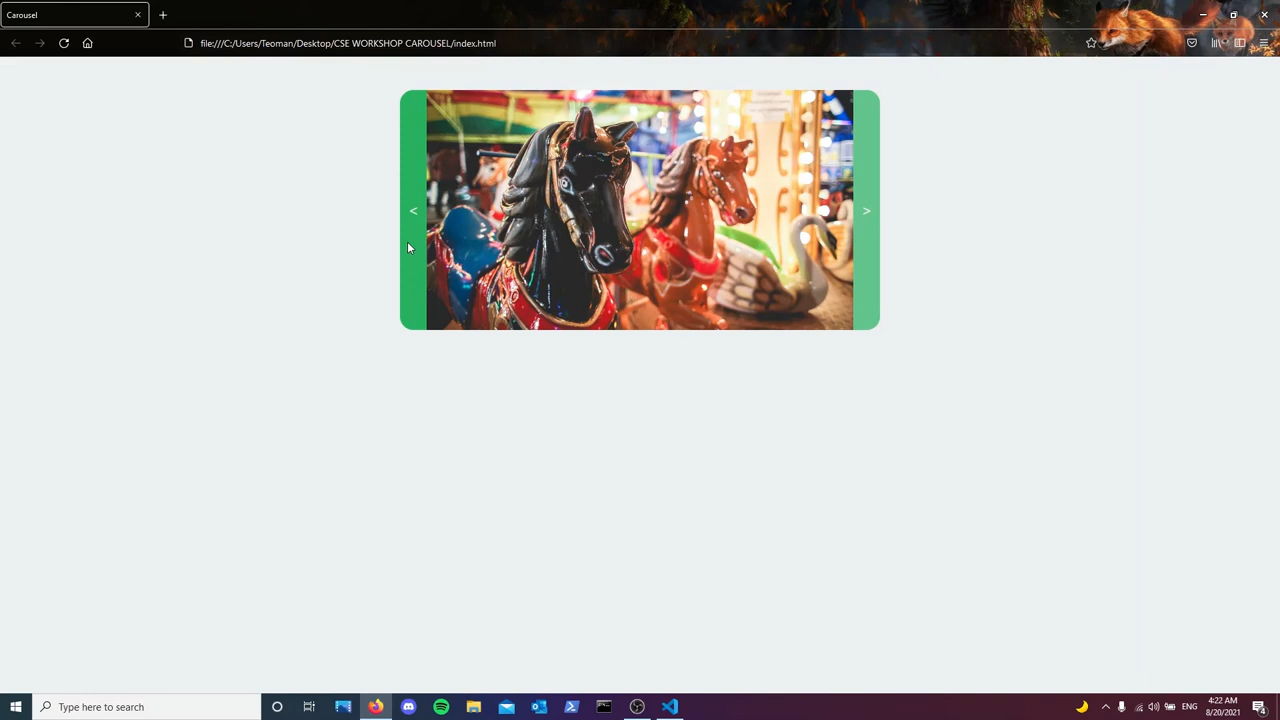 Carousel
file:///C:/Users/Teoman/Desktop/CSE WORKSHOP CAROUSEL/index.html
<
>
Type here to search
ENG
4:22 AM
8/20/2021
4